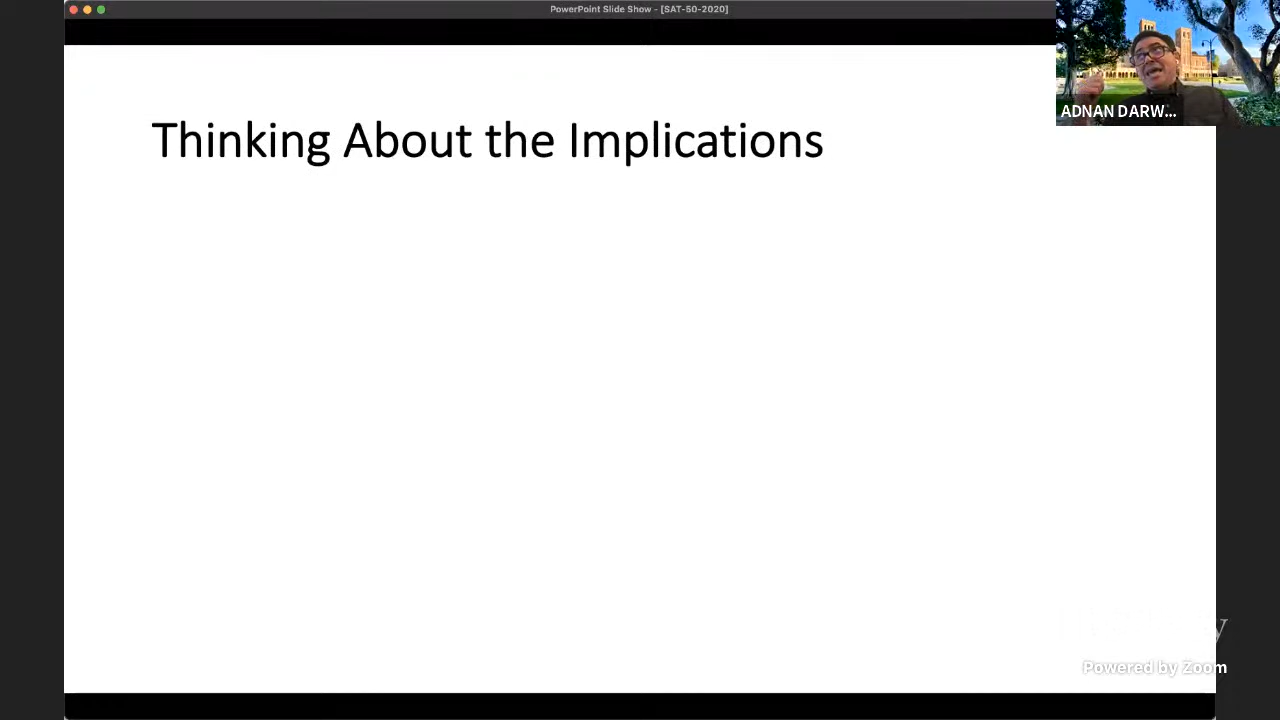 PowerPoint Slide Show - [SAT-50-2020]
ADNAN DARW...
Thinking About the Implications
Powered by Zoom